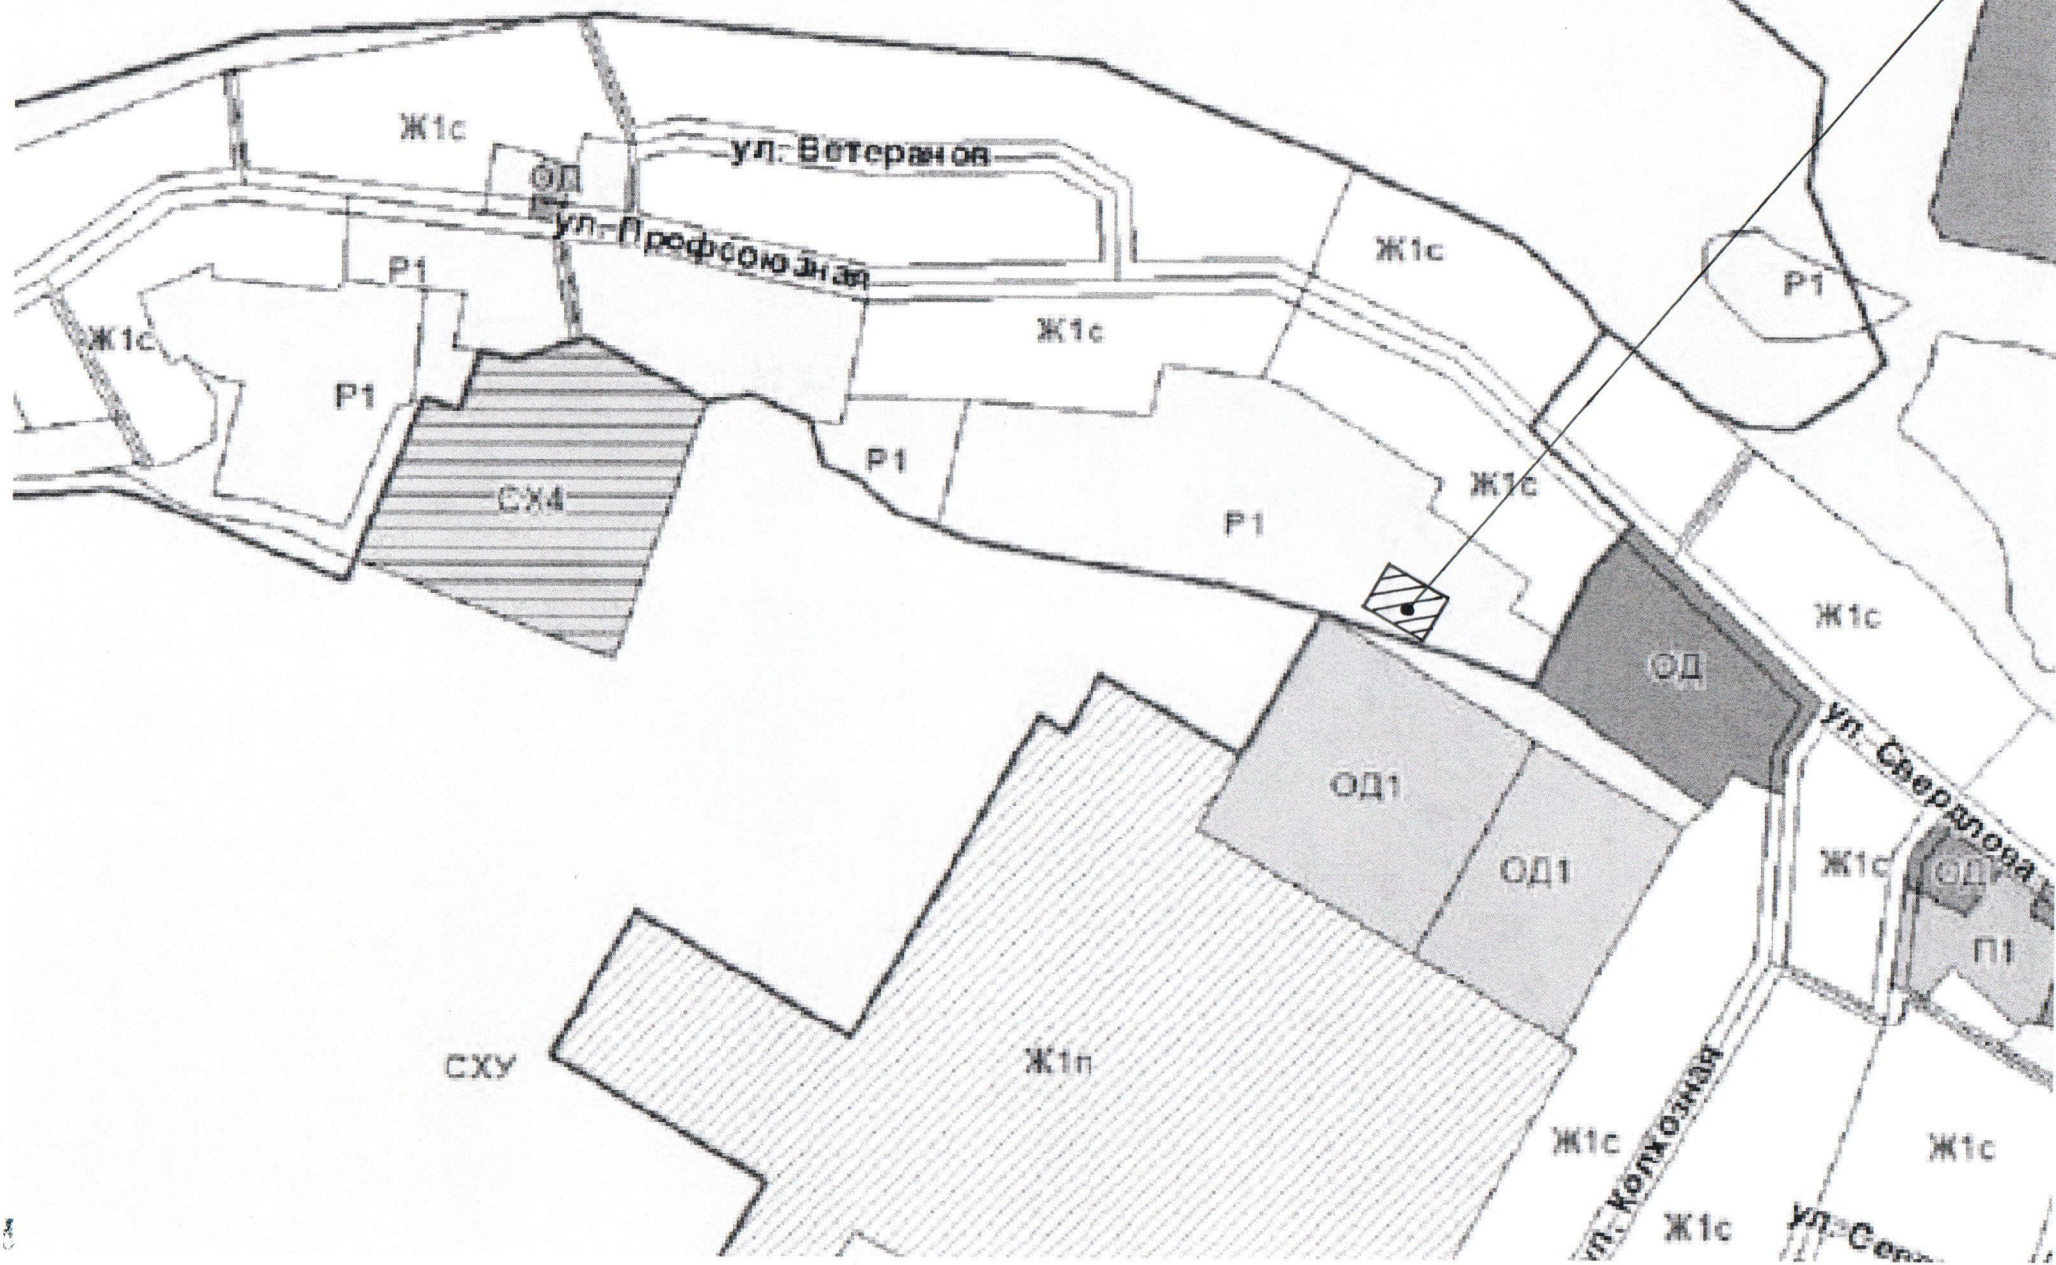 Ж1с
ул. Ветеранов
ОД
ул. Профсоюзная
Ж1с
Р1
Р1
Ж1с
Ж1с
Р1
Р1
Ж1с
СХ4
Р1
Ж1с
ОД
ул. Свердлова
ОД1
ОД1
Ж1с
ОД
П1
СХУ
Ж1п
Ж1с
ул. Колхозная
Ж1с
Ж1с